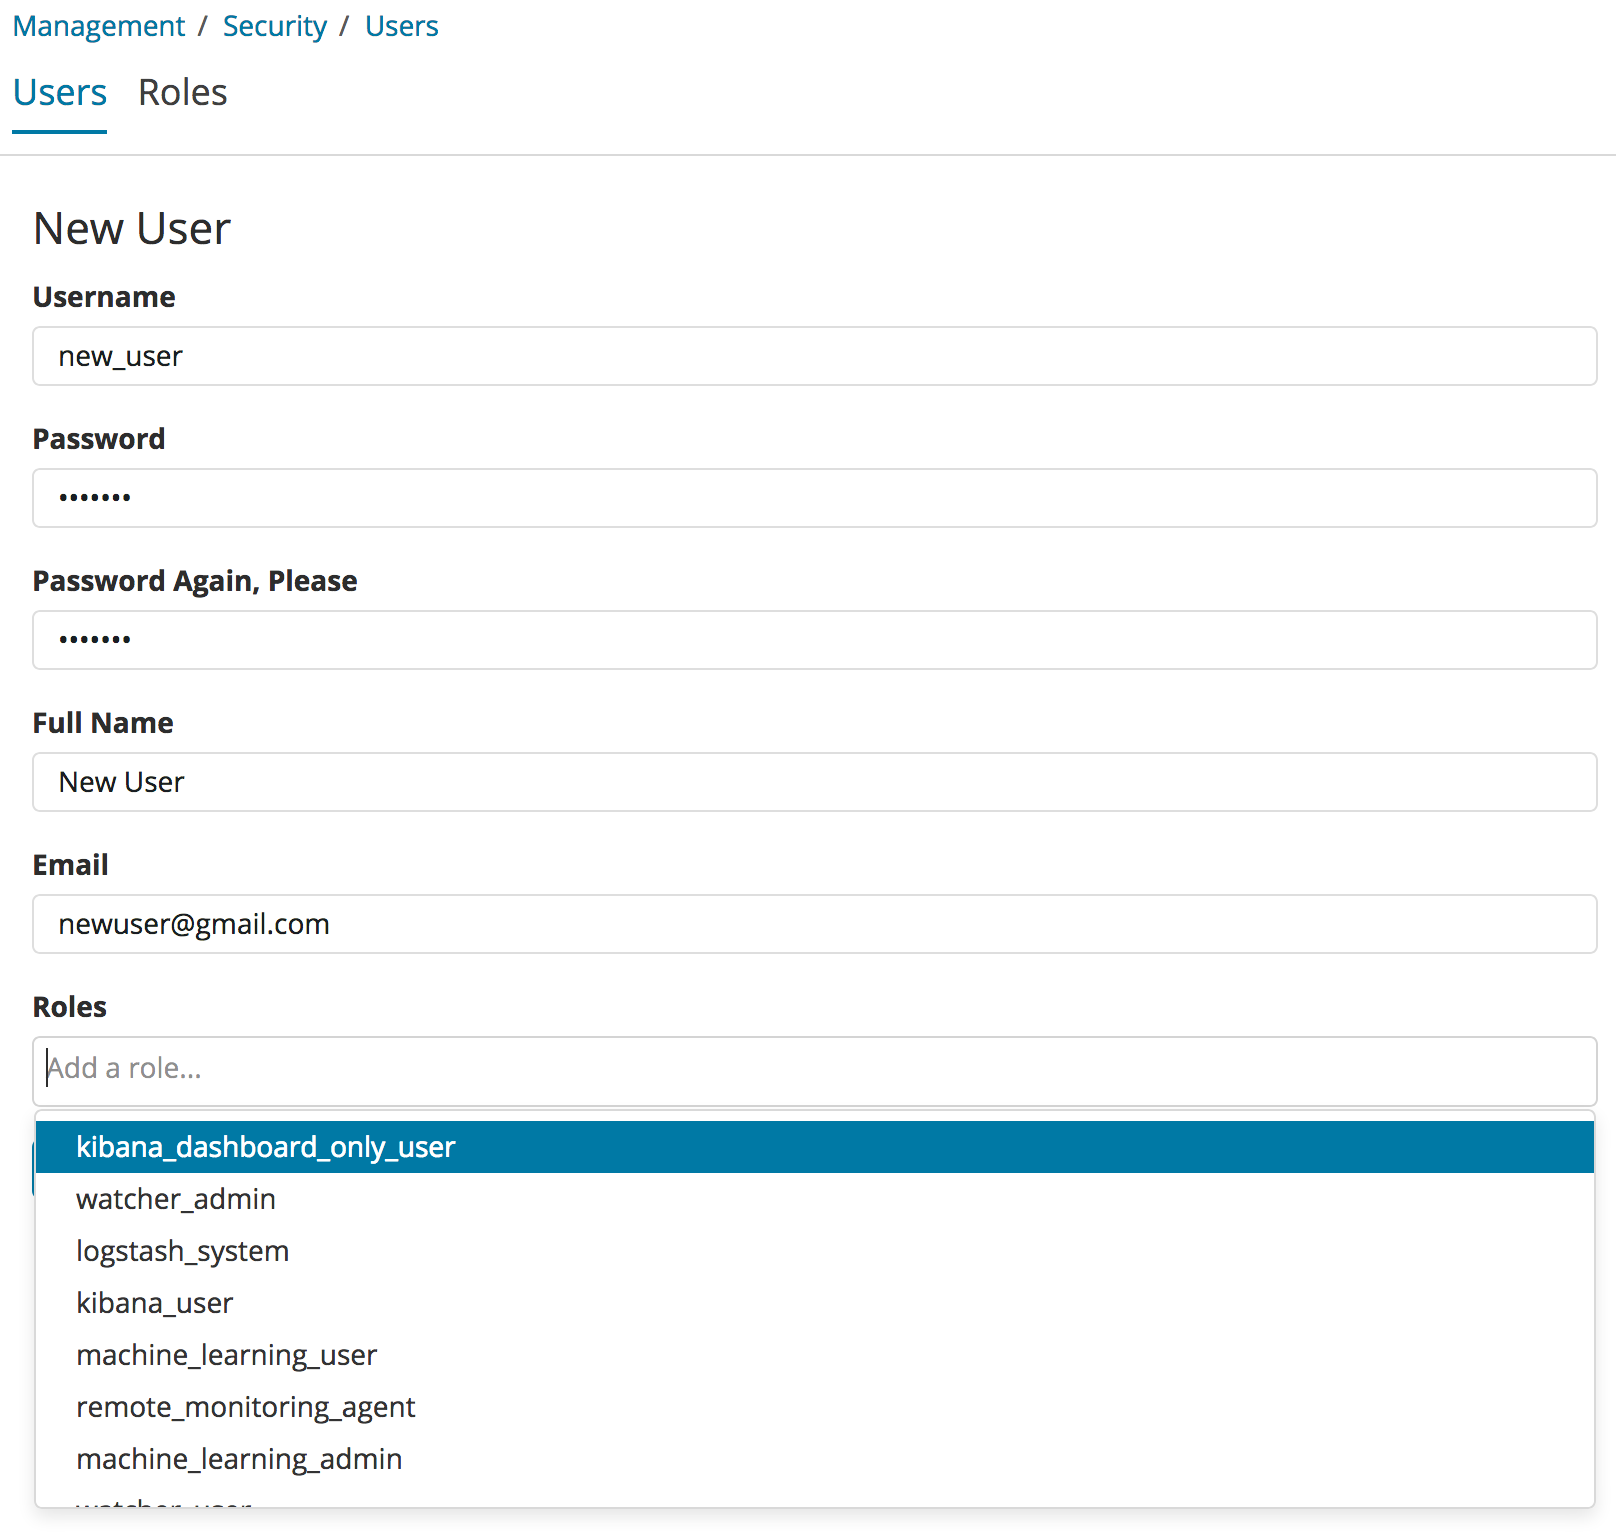 Management / Security / Users
Users Roles
New User
Username
new_user
Password
•••••••
Password Again, Please
•••••••
Full Name
New User
Email
newuser@gmail.com
Roles
Add a role...
kibana_dashboard_only_user
watcher_admin
logstash_system
kibana_user
machine_learning_user
remote_monitoring_agent
machine_learning_admin
watcher_user